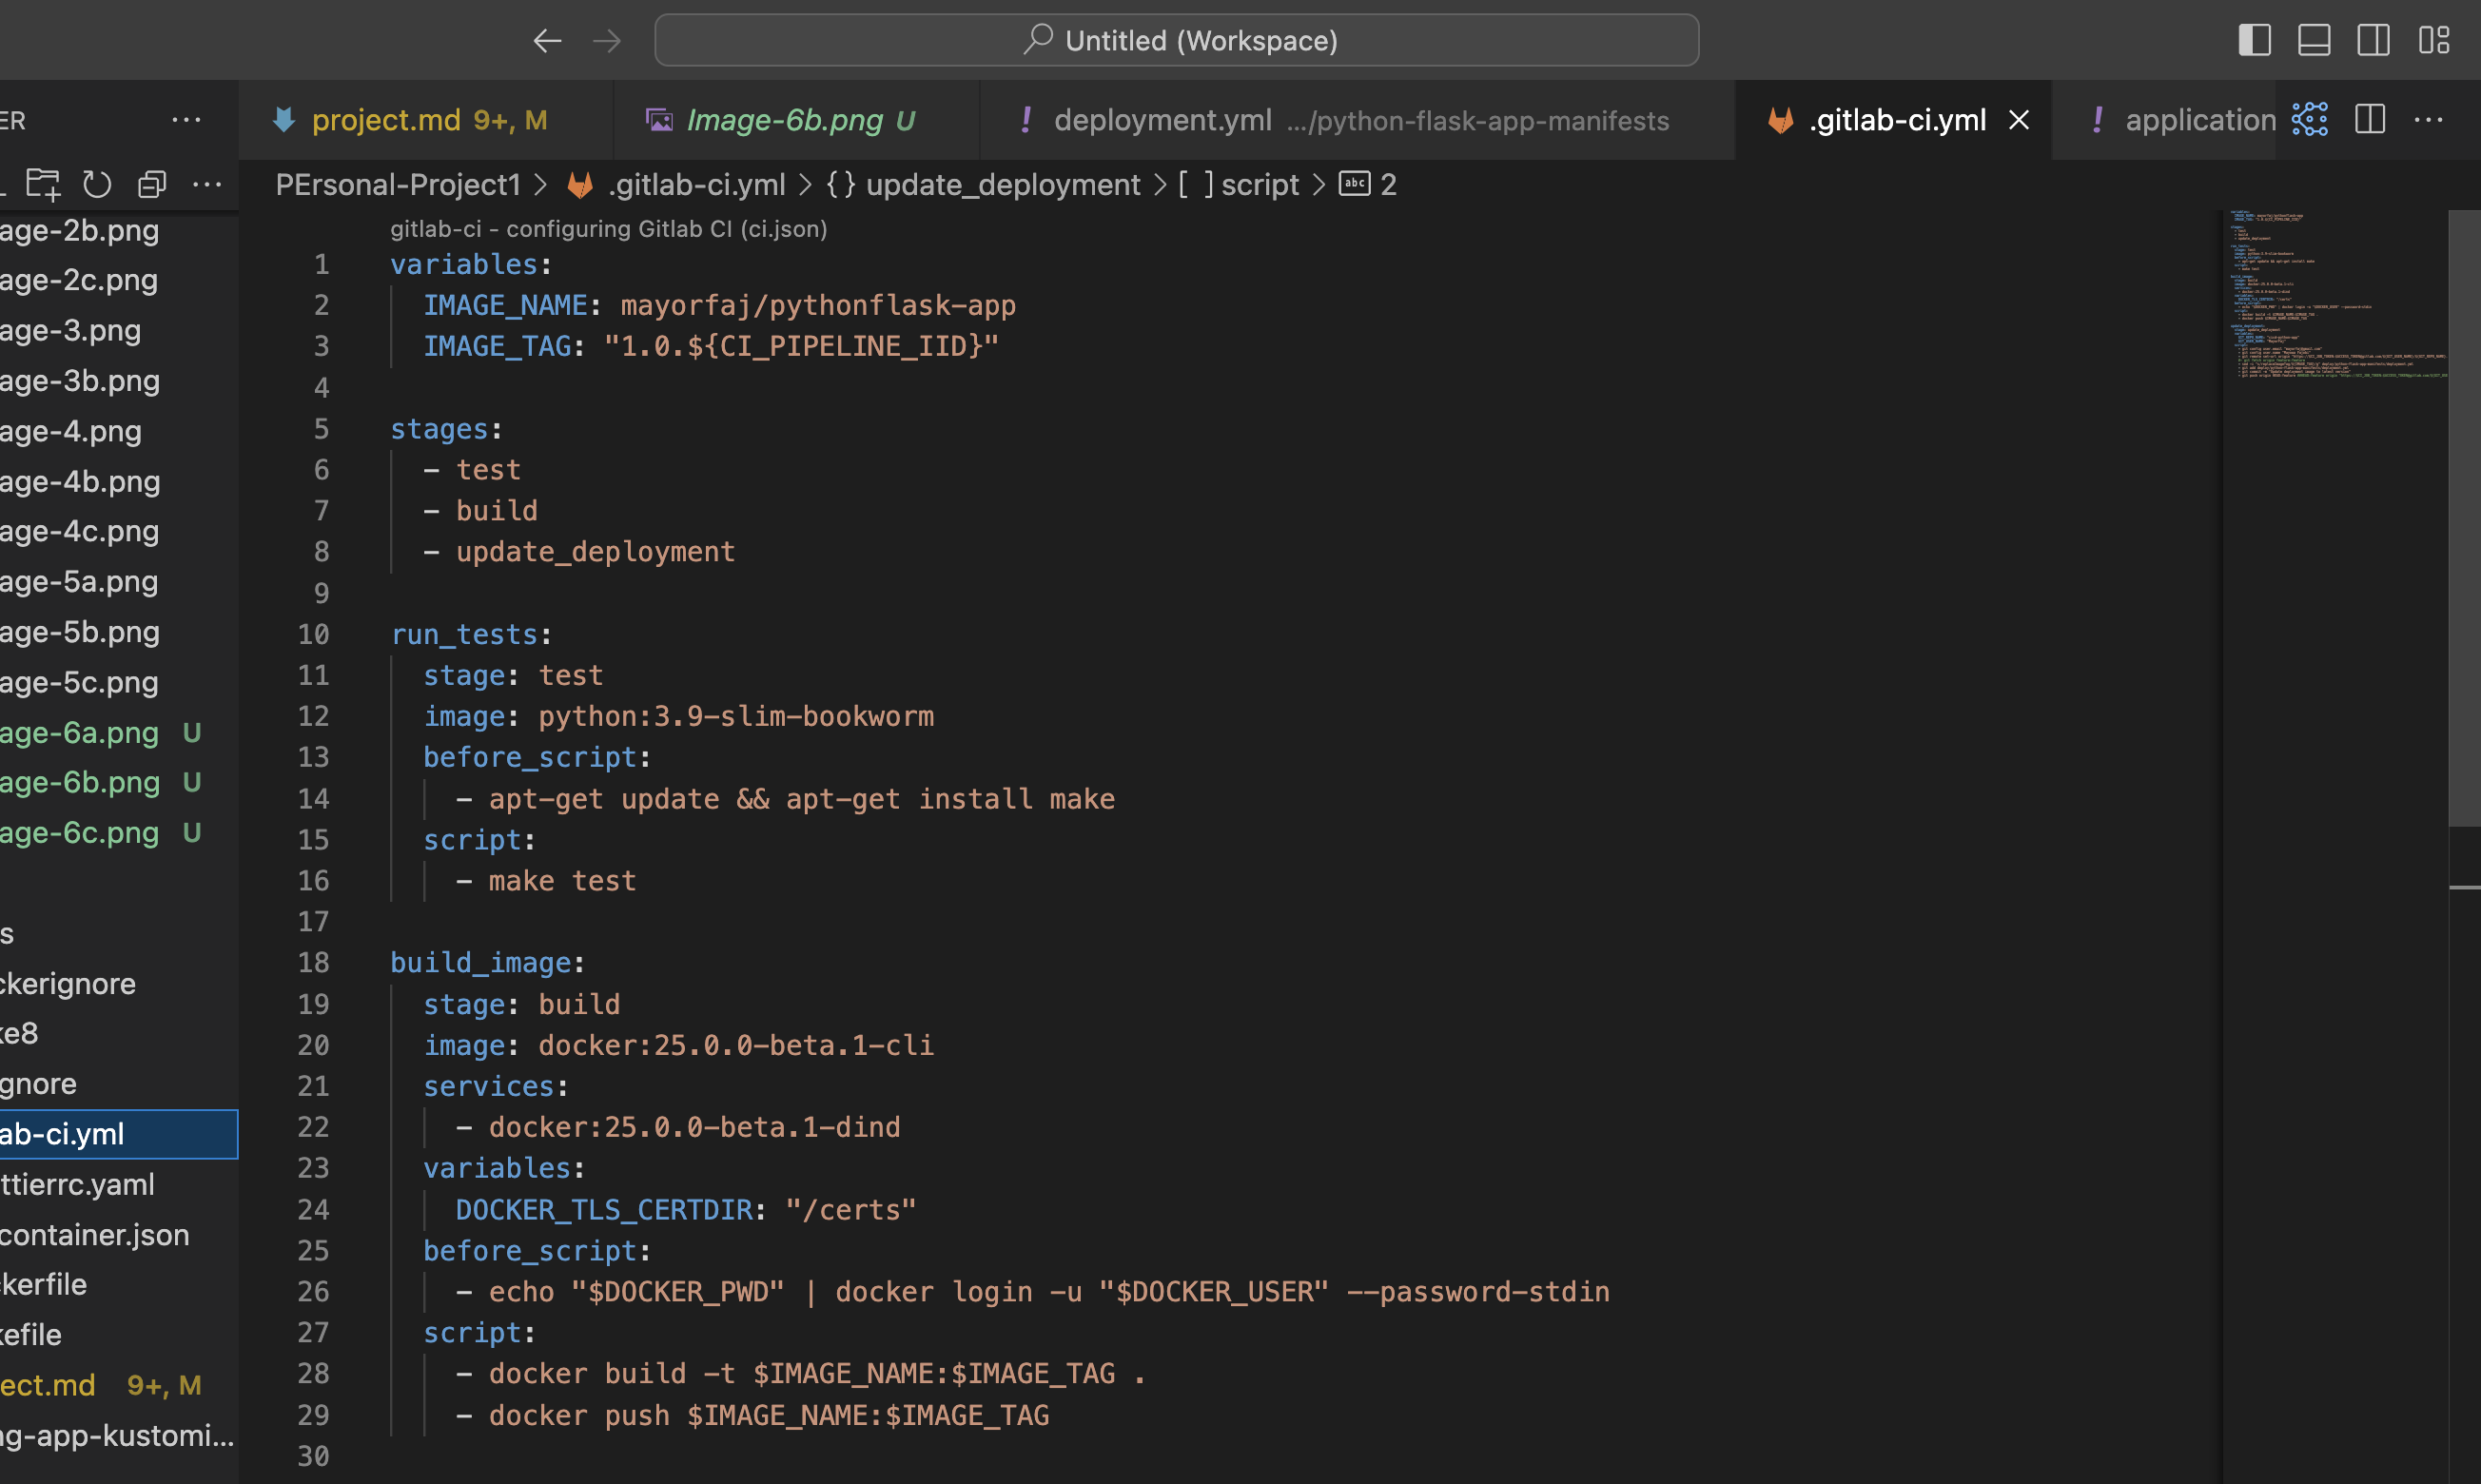 Untitled (Workspace)
ER ...
project.md 9+, M
Image-6b.png U
! deployment.yml .../python-flask-app-manifests
.gitlab-ci.yml
! application
...
PErsonal-Project1 > .gitlab-ci.yml > {} update_deployment > [ ] script > abc 2
age-2b.png
age-2c.png
age-3.png
age-3b.png
age-4.png
age-4b.png
age-4c.png
age-5a.png
age-5b.png
age-5c.png
age-6a.png U
age-6b.png U
age-6c.png U
s
ckerignore
ke8
gnore
ab-ci.yml
ttierrc.yaml
container.json
kerfile
kefile
ect.md 9+, M
ng-app-kustomi...
gitlab-ci - configuring Gitlab CI (ci.json)
1 variables:
2 IMAGE_NAME: mayorfaj/pythonflask-app
3 IMAGE_TAG: "1.0.${CI_PIPELINE_IID}"
4
5 stages:
6 - test
7 - build
8 - update_deployment
9
10 run_tests:
11 stage: test
12 image: python:3.9-slim-bookworm
13 before_script:
14 - apt-get update && apt-get install make
15 script:
16 - make test
17
18 build_image:
19 stage: build
20 image: docker:25.0.0-beta.1-cli
21 services:
22 - docker:25.0.0-beta.1-dind
23 variables:
24 DOCKER_TLS_CERTDIR: "/certs"
25 before_script:
26 - echo "$DOCKER_PWD" | docker login -u "$DOCKER_USER" --password-stdin
27 script:
28 - docker build -t $IMAGE_NAME:$IMAGE_TAG .
29 - docker push $IMAGE_NAME:$IMAGE_TAG
30